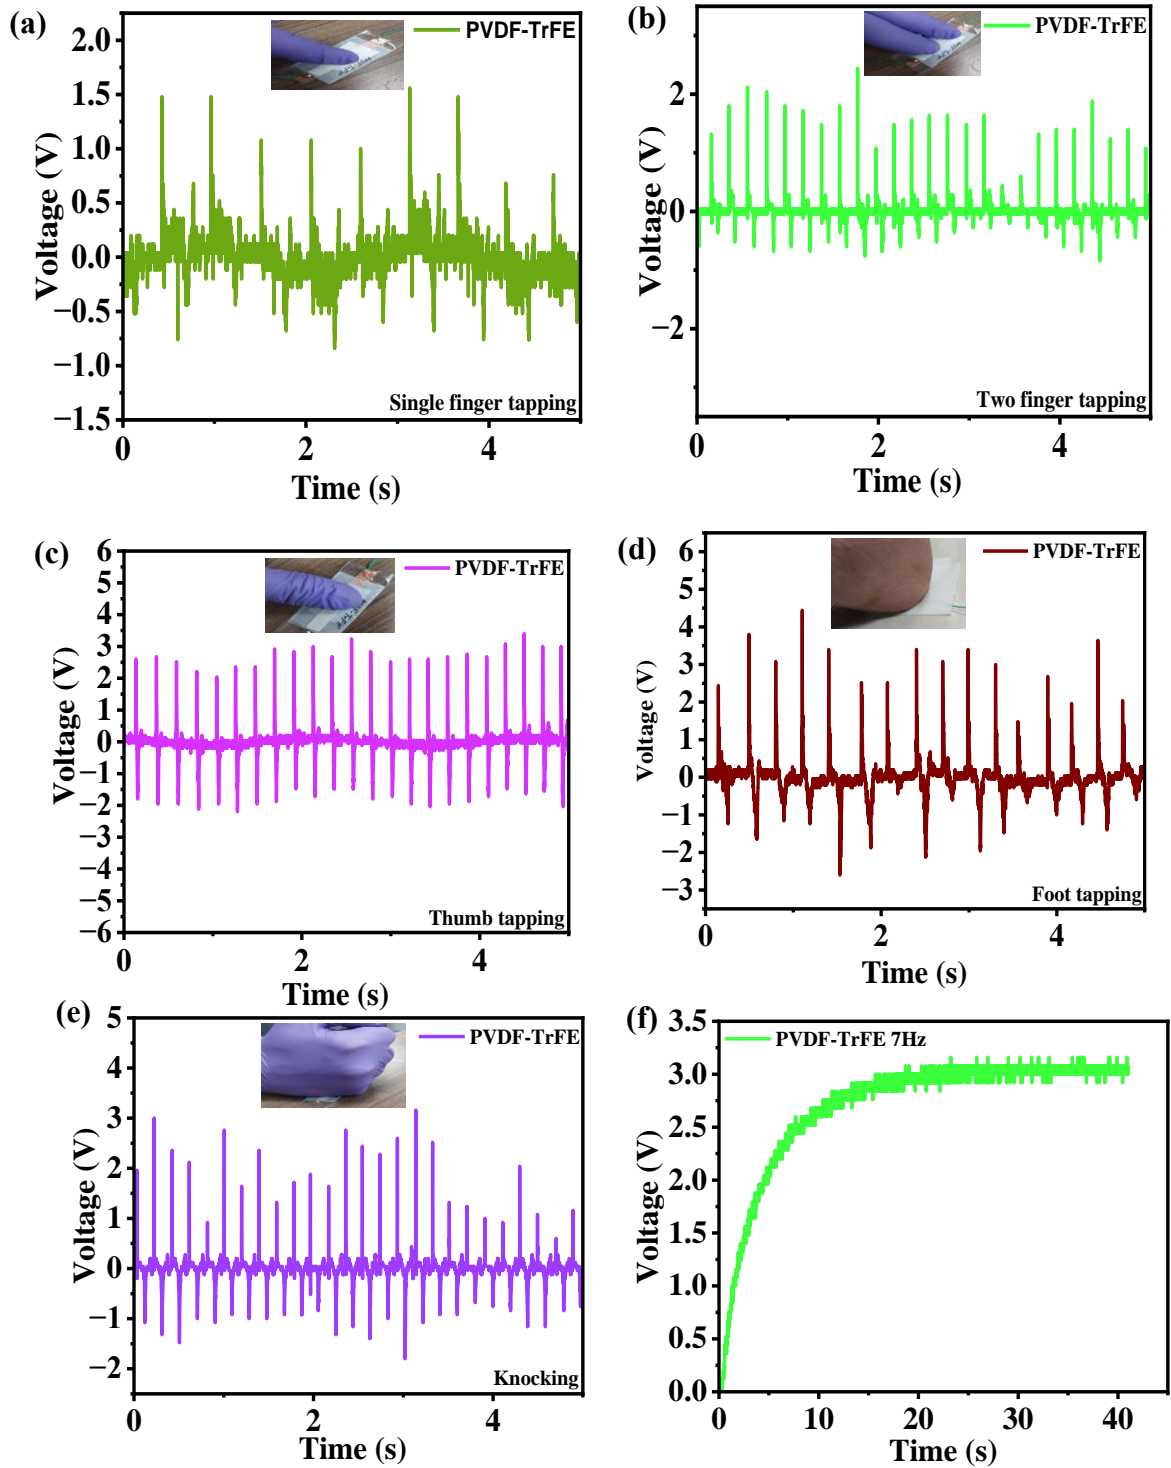 (a)
PVDF-TrFE
2.0
1.5
1.0
0.5
0.0
−0.5
−1.0
−1.5
Voltage (V)
Single finger tapping
0 2 4
Time (s)
(b)
PVDF-TrFE
2
0
−2
Voltage (V)
Two finger tapping
0 2 4
Time (s)
(c)
PVDF-TrFE
6
5
4
3
2
1
0
−1
−2
−3
−4
−5
−6
Voltage (V)
Thumb tapping
0 2 4
Time (s)
(d)
PVDF-TrFE
6
5
4
3
2
1
0
−1
−2
−3
Voltage (V)
Foot tapping
0 2 4
Time (s)
(e)
PVDF-TrFE
5
4
3
2
1
0
−1
−2
Voltage (V)
Knocking
0 2 4
Time (s)
(f)
PVDF-TrFE 7Hz
3.5
3.0
2.5
2.0
1.5
1.0
0.5
0.0
Voltage (V)
0 10 20 30 40
Time (s)